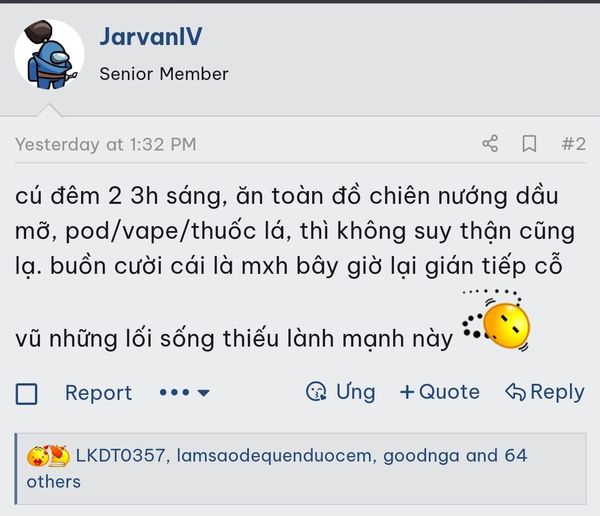 JarvanIV
Senior Member
Yesterday at 1:32 PM #2
cú đêm 2 3h sáng, ăn toàn đồ chiên nướng dầu
mỡ, pod/vape/thuốc lá, thì không suy thận cũng
lạ. buồn cười cái là mxh bây giờ lại gián tiếp cỗ
vũ những lối sống thiếu lành mạnh này
Report ••• Ưng +Quote Reply
LKDT0357, lamsaodequenduocem, goodnga and 64
others